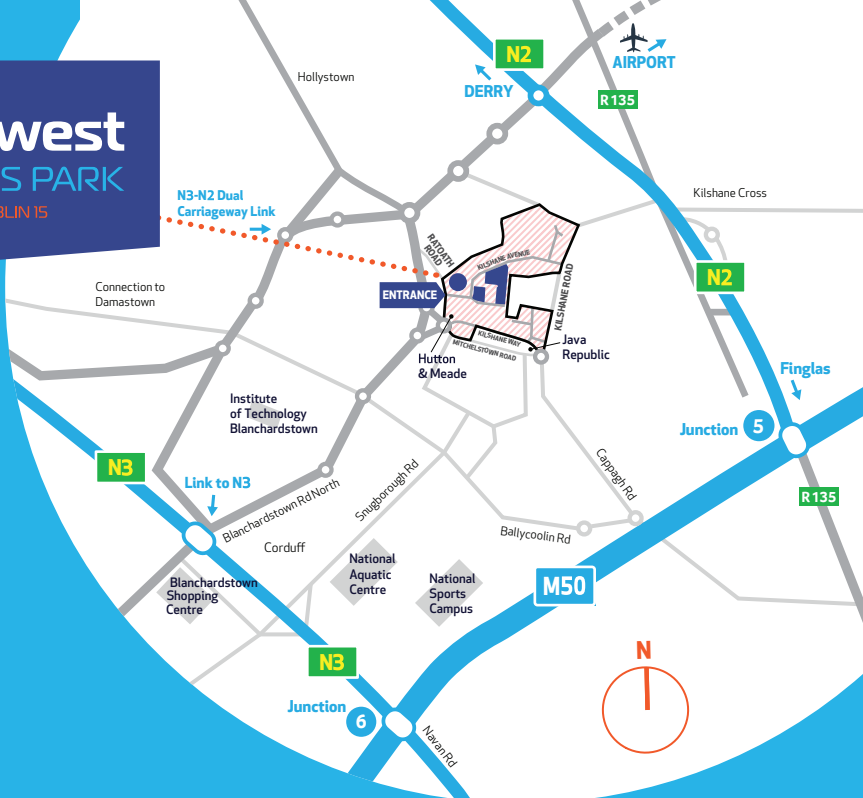 west
S PARK
BLIN 15
Hollystown
N2
DERRY
AIRPORT
R135
N3-N2 Dual
Carriageway Link
Kilshane Cross
RATOATH
ROAD
KILSHANE AVENUE
KILSHANE ROAD
N2
Connection to
Damastown
ENTRANCE
KILSHANE WAY
MITCHELSTOWN ROAD
Java
Republic
Hutton
& Meade
Finglas
Institute
of Technology
Blanchardstown
Junction 5
N3
Link to N3
Blanchardstown Rd North
Snugborough Rd
Cappagh Rd
R135
Corduff
Ballycoolin Rd
Blanchardstown
Shopping
Centre
National
Aquatic
Centre
National
Sports
Campus
M50
N3
N
Junction
6
Navan Rd